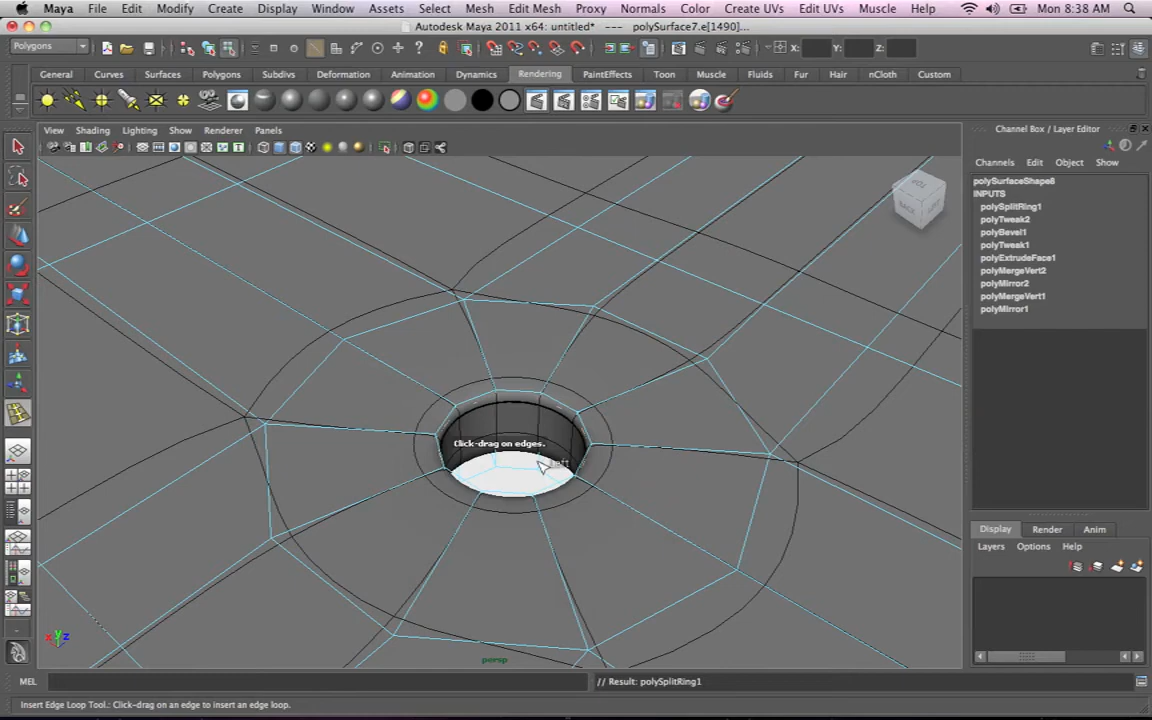 Maya File Edit Modify Create Display Window Assets Select Mesh Edit Mesh Proxy Normals Color Create UVs Edit UVs Muscle Help Mon 8:38 AM
Autodesk Maya 2011 x64: untitled* --- polySurface7.e[1490]...
Polygons X: Y: Z:
General Curves Surfaces Polygons Subdivs Deformation Animation Dynamics Rendering PaintEffects Toon Muscle Fluids Fur Hair nCloth Custom
View Shading Lighting Show Renderer Panels
Channel Box / Layer Editor
Channels Edit Object Show
polySurfaceShape8
INPUTS
polySplitRing1
polyTweak2
polyBevel1
polyTweak1
polyExtrudeFace1
polyMergeVert2
polyMirror2
polyMergeVert1
polyMirror1
BACK
LEFT
Click-drag on edges.
Left
persp
x y z
Display Render Anim
Layers Options Help
MEL // Result: polySplitRing1
Insert Edge Loop Tool.: Click-drag on an edge to insert an edge loop.